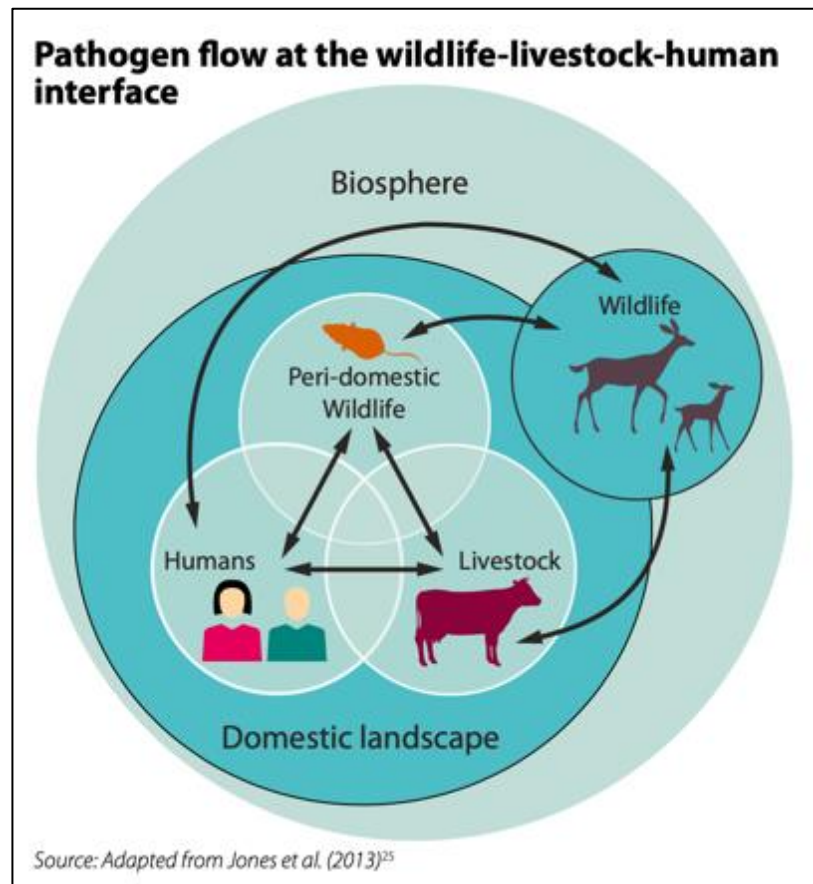 Pathogen flow at the wildlife-livestock-human
interface
Biosphere
Wildlife
Peri-domestic
Wildlife
Humans
Livestock
Domestic landscape
Source: Adapted from Jones et al. (2013)²⁵